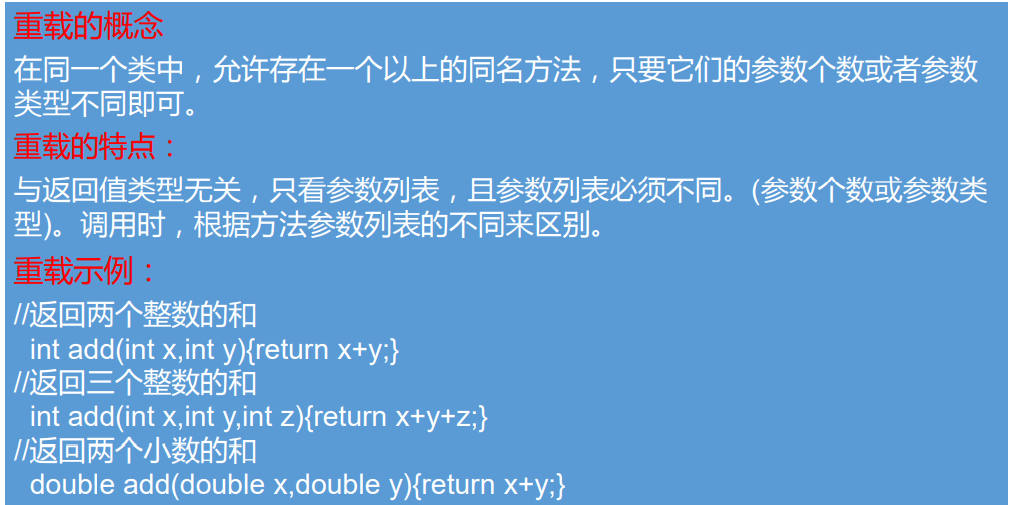 重载的概念
在同一个类中，允许存在一个以上的同名方法，只要它们的参数个数或者参数
类型不同即可。
重载的特点：
与返回值类型无关，只看参数列表，且参数列表必须不同。(参数个数或参数类
型)。调用时，根据方法参数列表的不同来区别。
重载示例：
//返回两个整数的和
int add(int x,int y){return x+y;}
//返回三个整数的和
int add(int x,int y,int z){return x+y+z;}
//返回两个小数的和
double add(double x,double y){return x+y;}